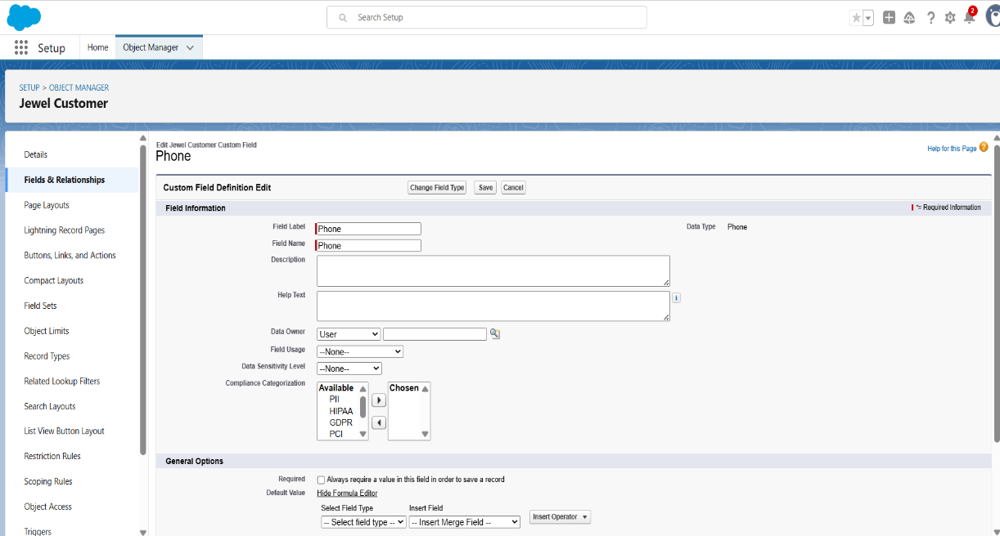 Search Setup
2
Setup
Home
Object Manager
SETUP > OBJECT MANAGER
Jewel Customer
Details
Fields & Relationships
Page Layouts
Lightning Record Pages
Buttons, Links, and Actions
Compact Layouts
Field Sets
Object Limits
Record Types
Related Lookup Filters
Search Layouts
List View Button Layout
Restriction Rules
Scoping Rules
Object Access
Triggers
Edit Jewel Customer Custom Field
Phone
Help for this Page ?
Custom Field Definition Edit
Change Field Type
Save
Cancel
Field Information
*= Required Information
Field Label
Phone
Data Type
Phone
Field Name
Phone
Description
Help Text
i
Data Owner
User
Field Usage
--None--
Data Sensitivity Level
--None--
Compliance Categorization
Available
PII
HIPAA
GDPR
PCI
Chosen
General Options
Required
Always require a value in this field in order to save a record
Default Value
Hide Formula Editor
Select Field Type
Insert Field
-- Select field type --
-- Insert Merge Field --
Insert Operator